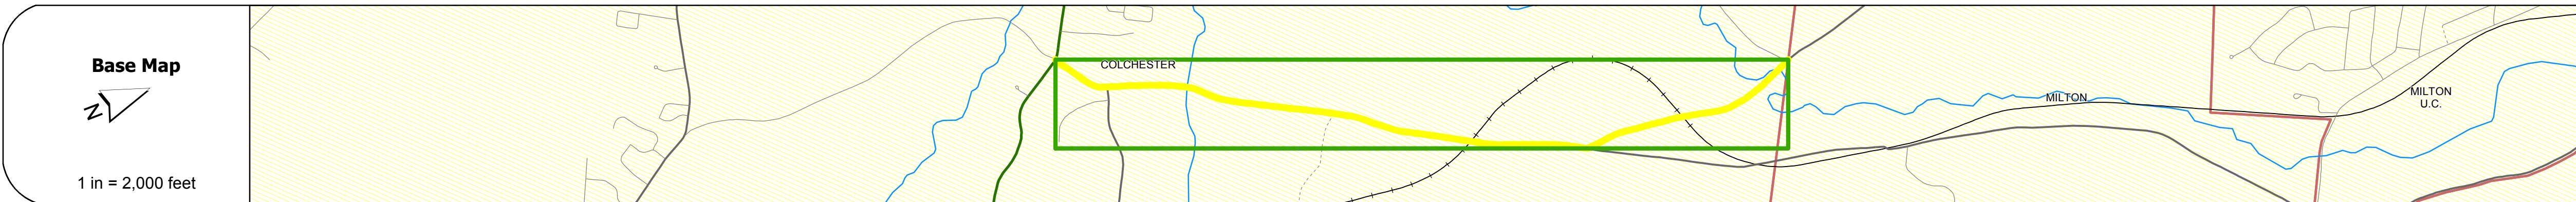 Base Map
N
1 in = 2,000 feet
COLCHESTER
MILTON
MILTON
U.C.